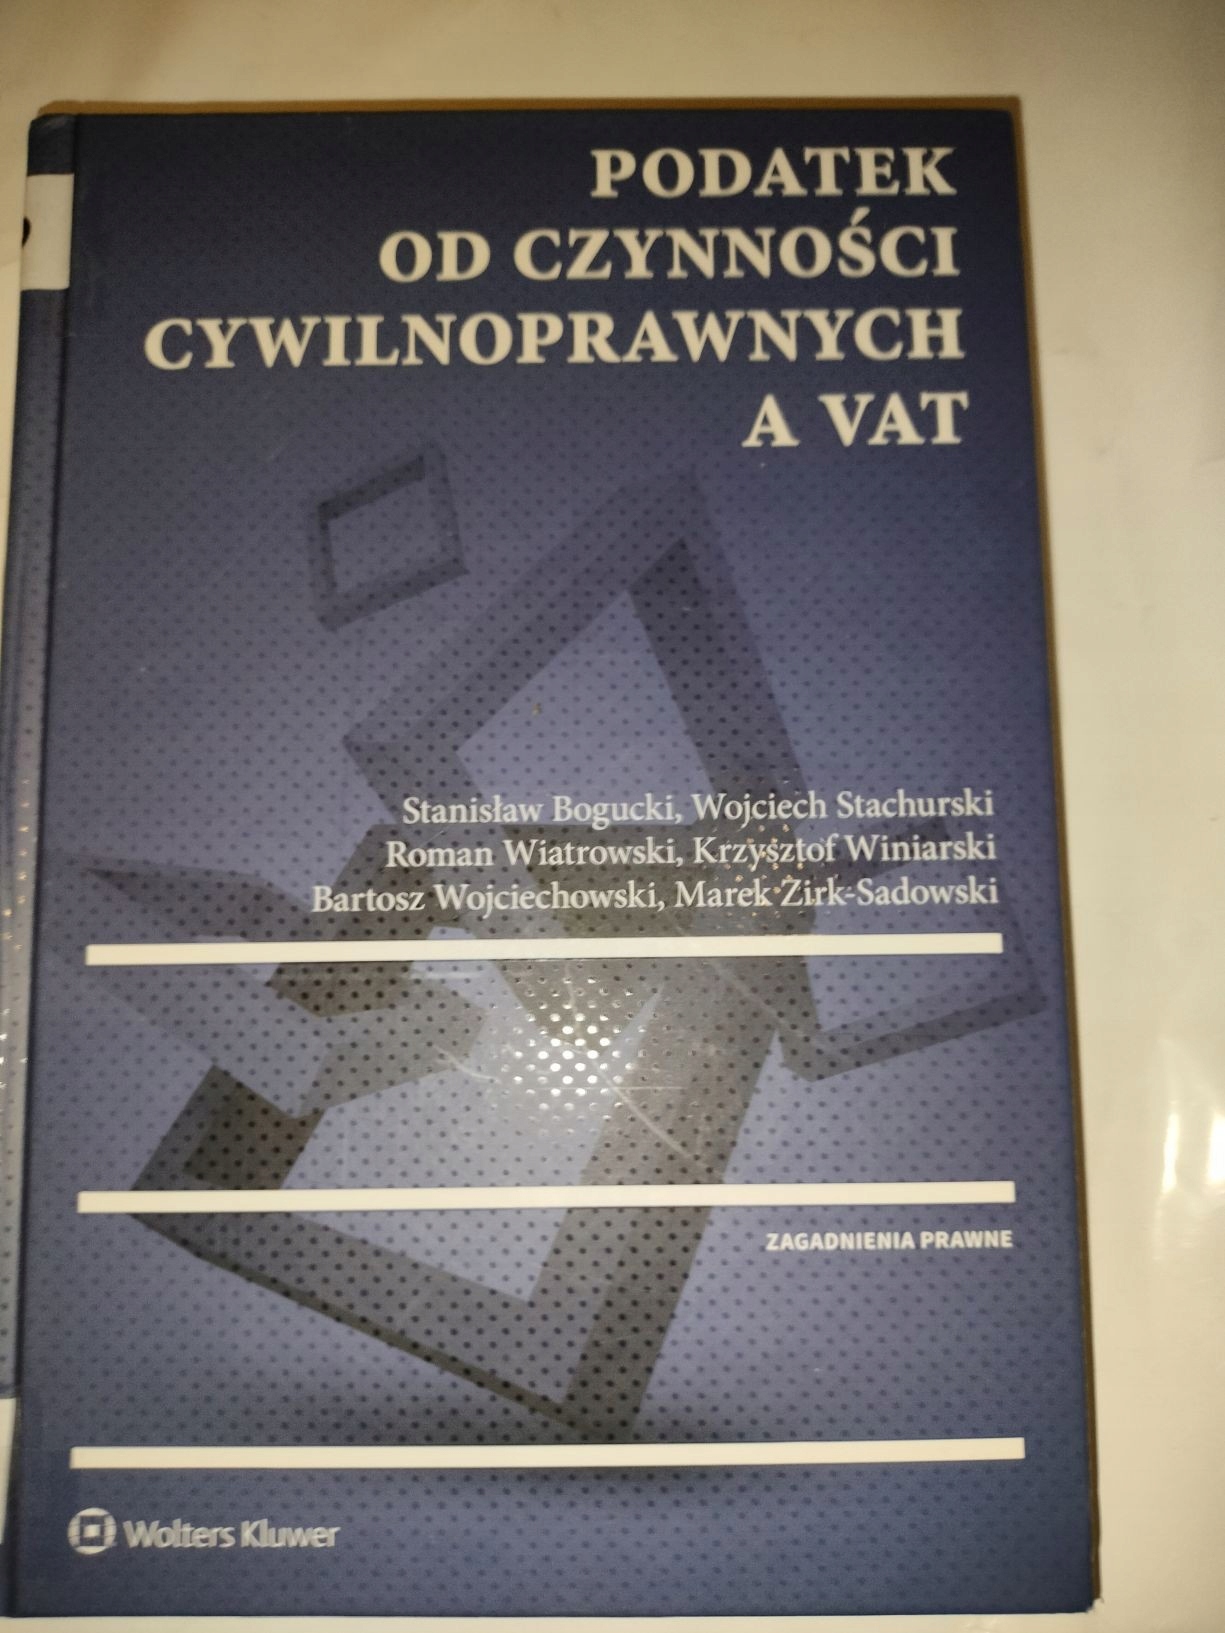 PODATEK
OD CZYNNOŚCI
CYWILNOPRAWNYCH
A VAT
Stanisław Bogucki, Wojciech Stachurski
Roman Wiatrowski, Krzysztof Winiarski
Bartosz Wojciechowski, Marek Zirk-Sadowski
ZAGADNIENIA PRAWNE
Wolters Kluwer